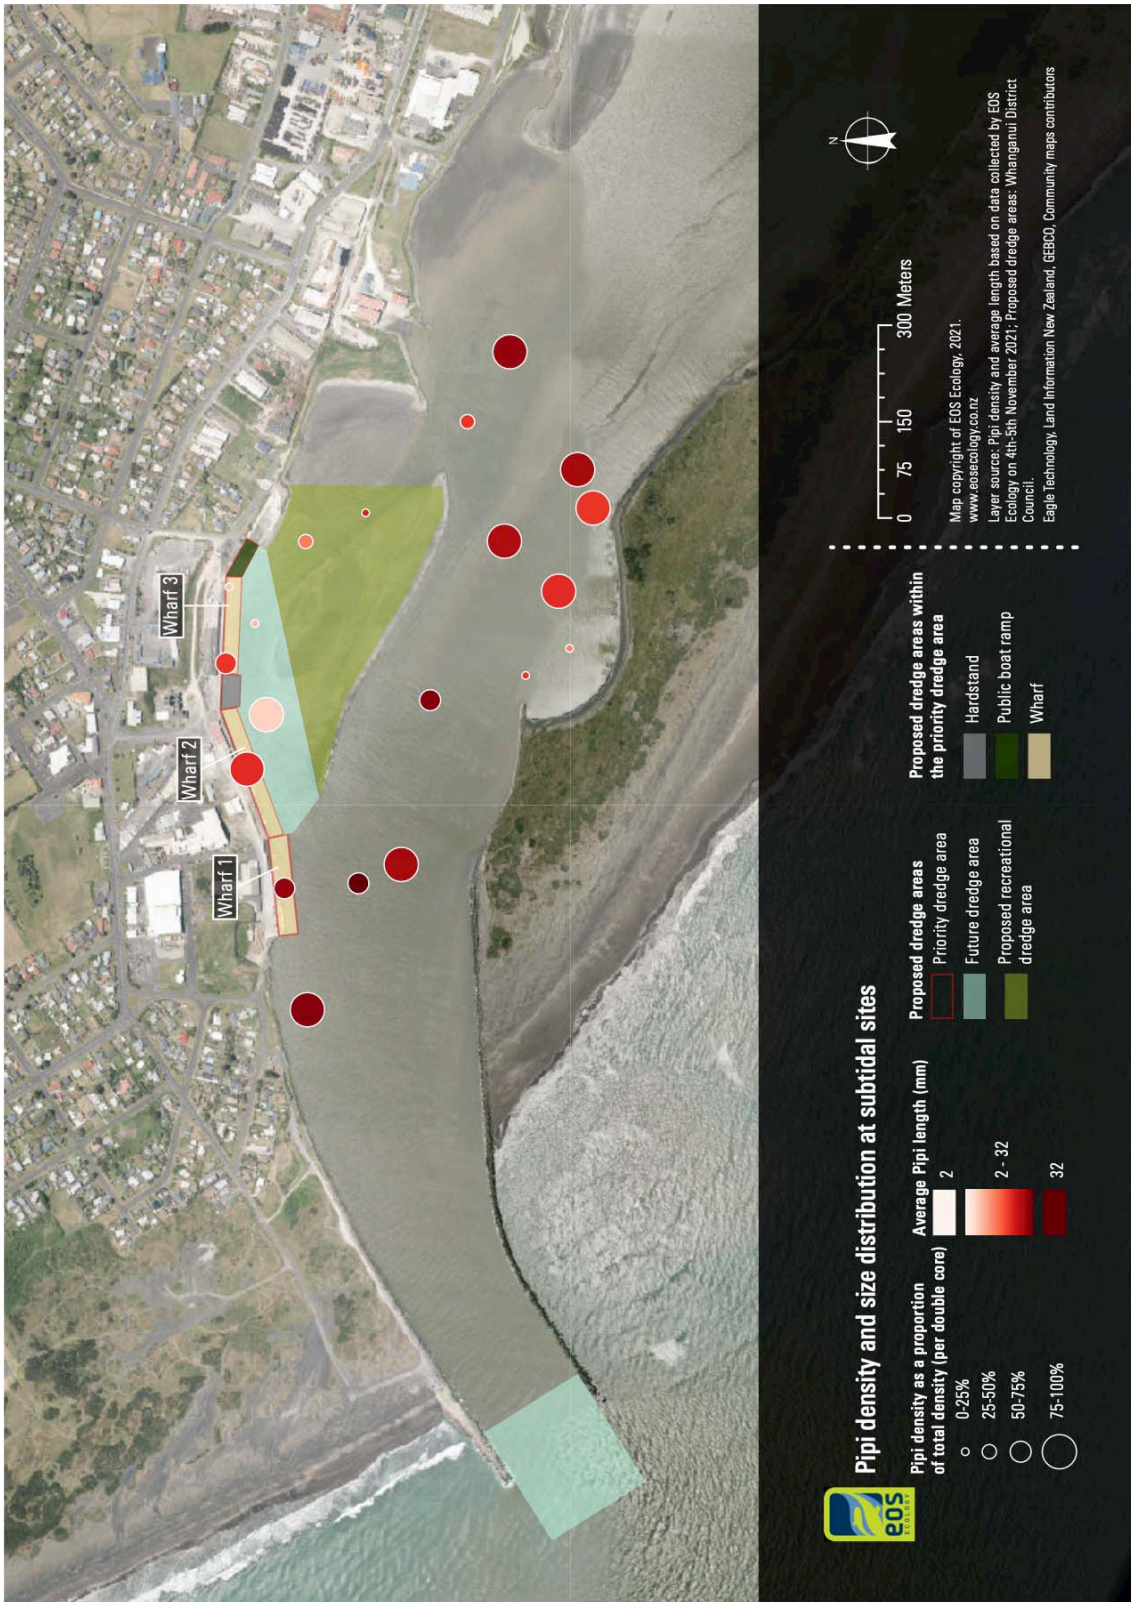 Wharf 1
Wharf 2
Wharf 3
eos
ECOLOGY
Pipi density and size distribution at subtidal sites
Pipi density as a proportion
of total density (per double core)
0-25%
25-50%
50-75%
75-100%
Average Pipi length (mm)
2
2 - 32
32
Proposed dredge areas
Priority dredge area
Future dredge area
Proposed recreational
dredge area
Proposed dredge areas within
the priority dredge area
Hardstand
Public boat ramp
Wharf
N
0
75
150
300 Meters
Map copyright of EOS Ecology, 2021.
www.eosecology.co.nz
Layer source: Pipi density and average length based on data collected by EOS
Ecology on 4th-5th November 2021; Proposed dredge areas: Whanganui District
Council.
Eagle Technology, Land Information New Zealand, GEBCO, Community maps contributors